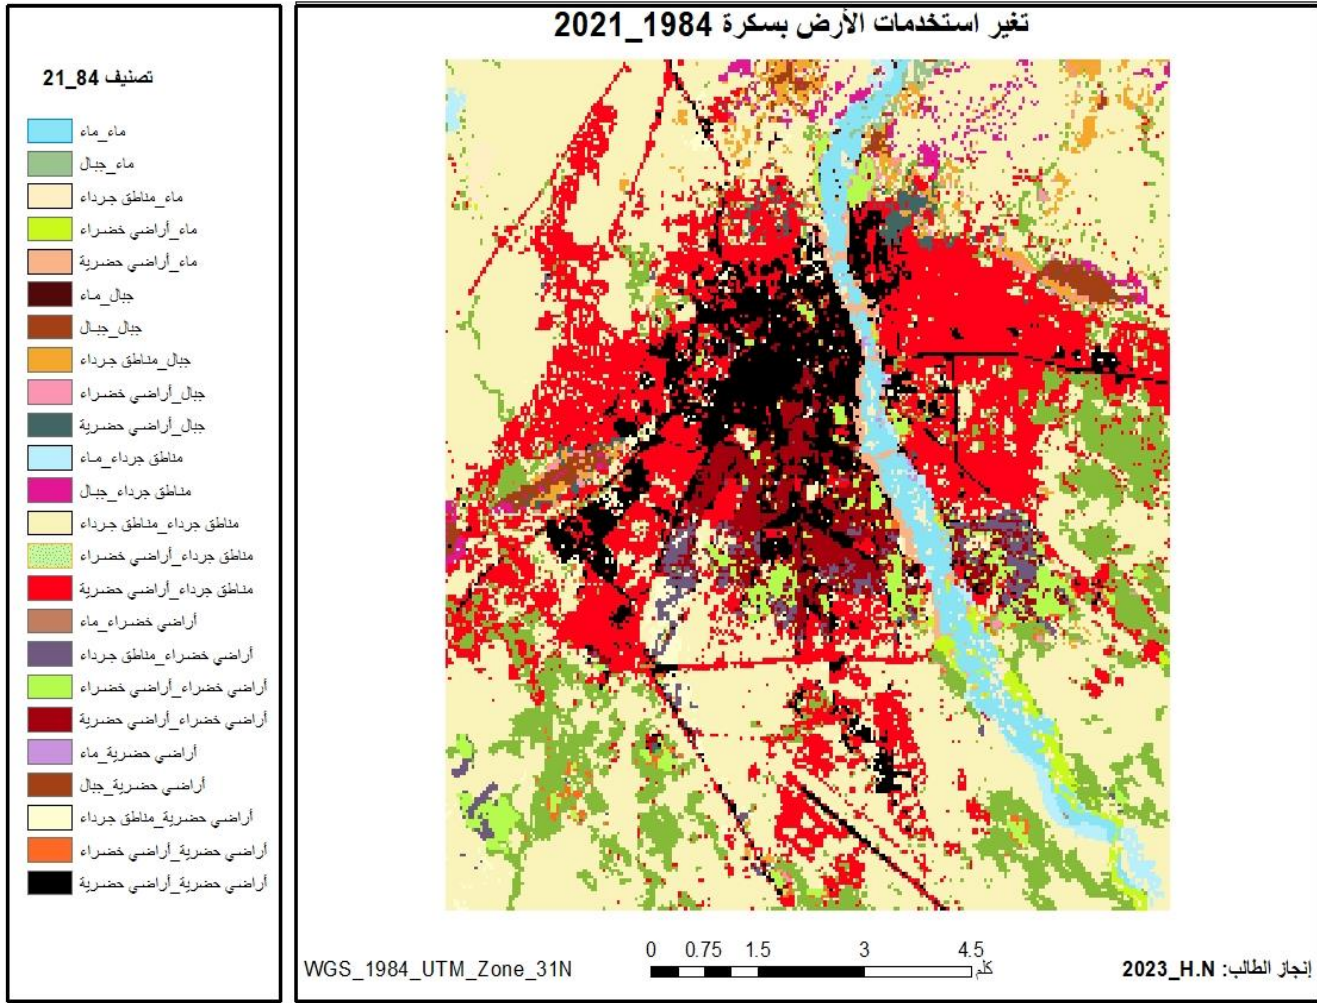 تغير استخدمات الأرض بسكرة 1984_2021
تصنيف 84_21
ماء_ماء
ماء_جبال
ماء_مناطق جرداء
ماء_أراضي خضراء
ماء_أراضي حضرية
جبال_ماء
جبال_جبال
جبال_مناطق جرداء
جبال_أراضي خضراء
جبال_أراضي حضرية
مناطق جرداء_ماء
مناطق جرداء_جبال
مناطق جرداء_مناطق جرداء
مناطق جرداء_أراضي خضراء
مناطق جرداء_أراضي حضرية
أراضي خضراء_ماء
أراضي خضراء_مناطق جرداء
أراضي خضراء_أراضي خضراء
أراضي خضراء_أراضي حضرية
أراضي حضرية_ماء
أراضي حضرية_جبال
أراضي حضرية_مناطق جرداء
أراضي حضرية_أراضي خضراء
أراضي حضرية_أراضي حضرية
WGS_1984_UTM_Zone_31N
0 0.75 1.5 3 4.5
كلم
إنجاز الطالب: 2023_H.N